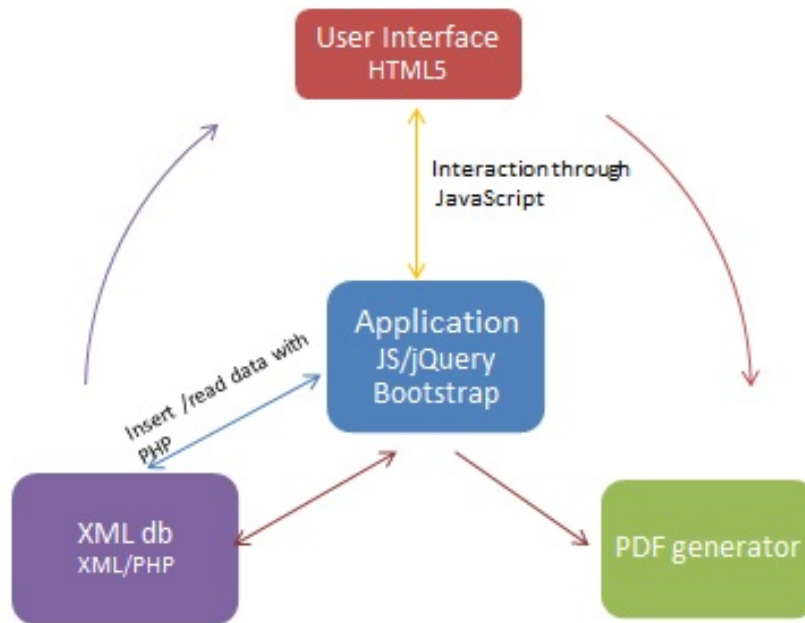 User Interface
HTML5
Interaction through
JavaScript
Application
JS/jQuery
Bootstrap
Insert /read data with
PHP
XML db
XML/PHP
PDF generator